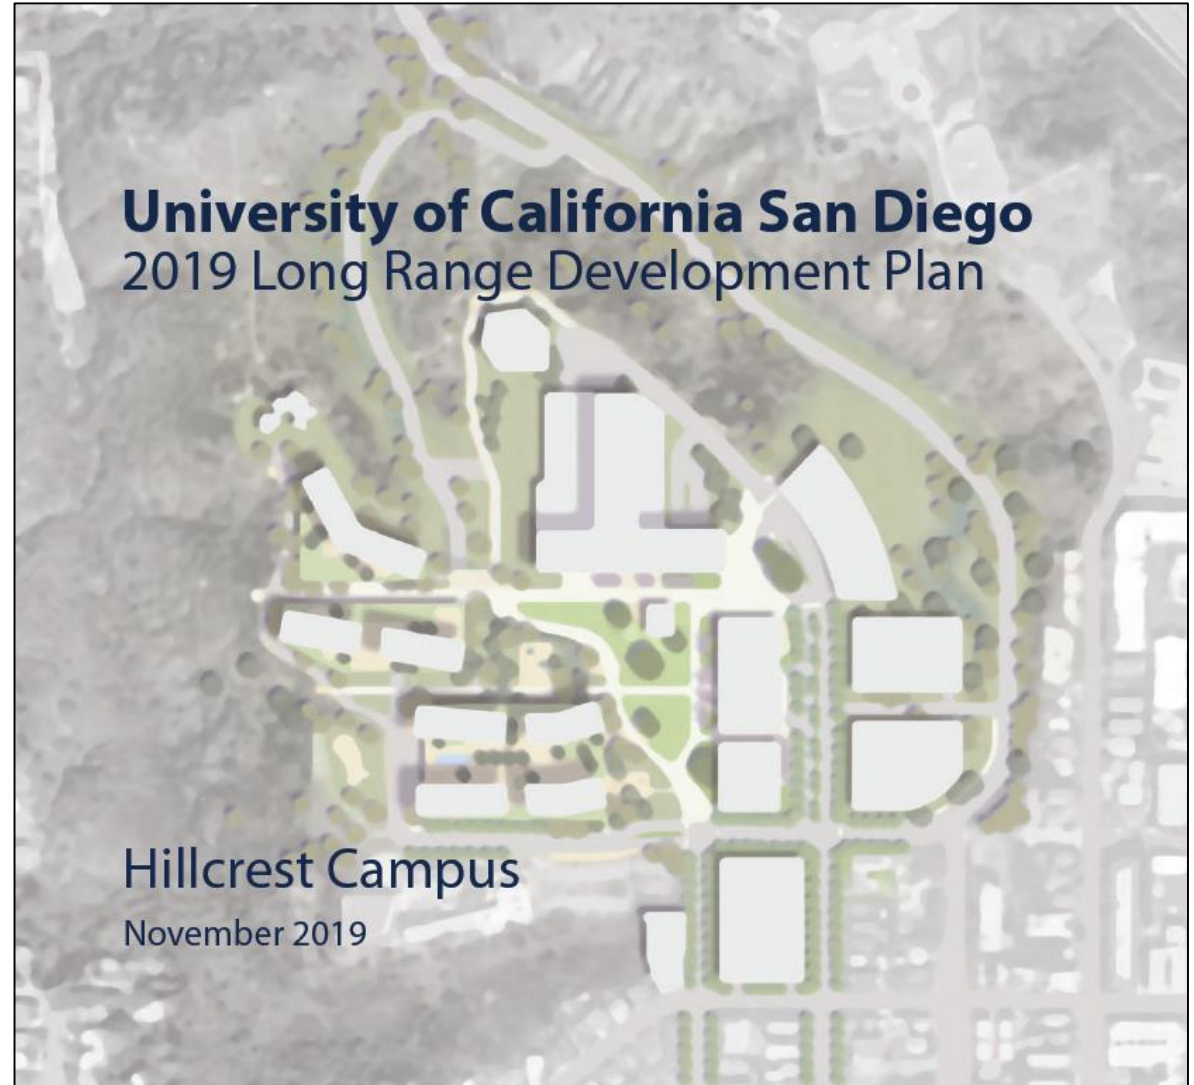 University of California San Diego
2019 Long Range Development Plan
Hillcrest Campus
November 2019